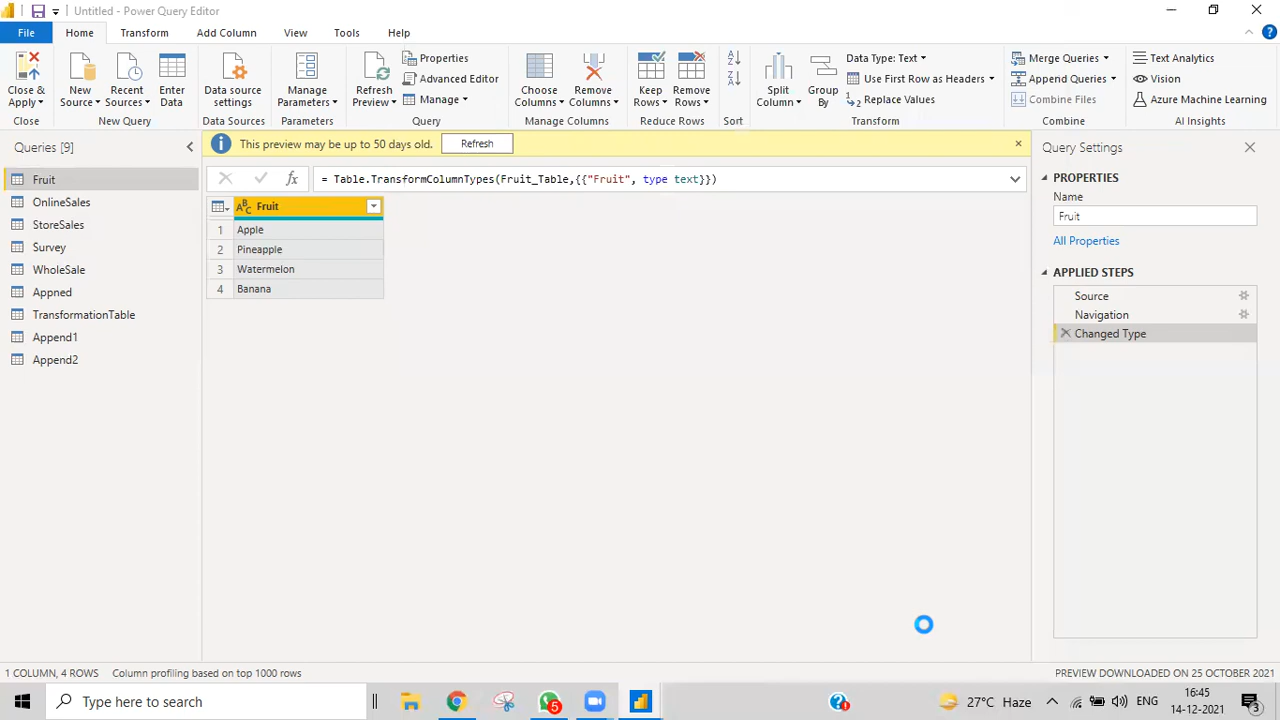 Untitled - Power Query Editor
File Home Transform Add Column View Tools Help
Close & Apply
New Source
Recent Sources
Enter Data
Data source settings
Manage Parameters
Refresh Preview
Properties
Advanced Editor
Manage
Choose Columns
Remove Columns
Keep Rows
Remove Rows
Split Column
Group By
Data Type: Text
Use First Row as Headers
Replace Values
Merge Queries
Append Queries
Combine Files
Text Analytics
Vision
Azure Machine Learning
Close New Query Data Sources Parameters Query Manage Columns Reduce Rows Sort Transform Combine AI Insights
Queries [9]
Fruit
OnlineSales
StoreSales
Survey
WholeSale
Appned
TransformationTable
Append1
Append2
This preview may be up to 50 days old. Refresh
= Table.TransformColumnTypes(Fruit_Table,{{"Fruit", type text}})
ABC Fruit
1 Apple
2 Pineapple
3 Watermelon
4 Banana
Query Settings
PROPERTIES
Name
Fruit
All Properties
APPLIED STEPS
Source
Navigation
Changed Type
1 COLUMN, 4 ROWS Column profiling based on top 1000 rows PREVIEW DOWNLOADED ON 25 OCTOBER 2021
Type here to search
5
27°C Haze
ENG
16:45
14-12-2021
3